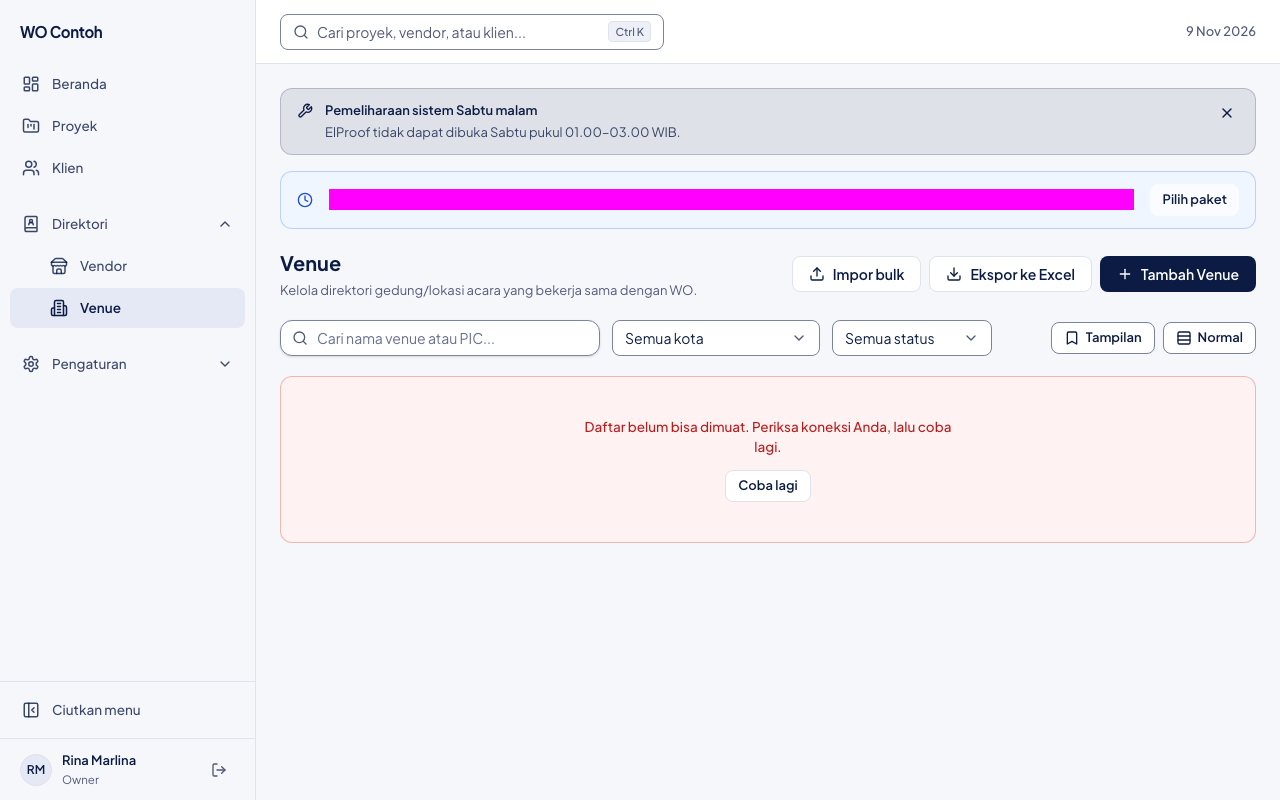 WO Contoh
Cari proyek, vendor, atau klien...
Ctrl K
9 Nov 2026
Beranda
Proyek
Klien
Direktori
Vendor
Venue
Pengaturan
Pemeliharaan sistem Sabtu malam
ElProof tidak dapat dibuka Sabtu pukul 01.00–03.00 WIB.
Pilih paket
Venue
Kelola direktori gedung/lokasi acara yang bekerja sama dengan WO.
Impor bulk
Ekspor ke Excel
Tambah Venue
Cari nama venue atau PIC...
Semua kota
Semua status
Tampilan
Normal
Daftar belum bisa dimuat. Periksa koneksi Anda, lalu coba
lagi.
Coba lagi
Ciutkan menu
RM
Rina Marlina
Owner